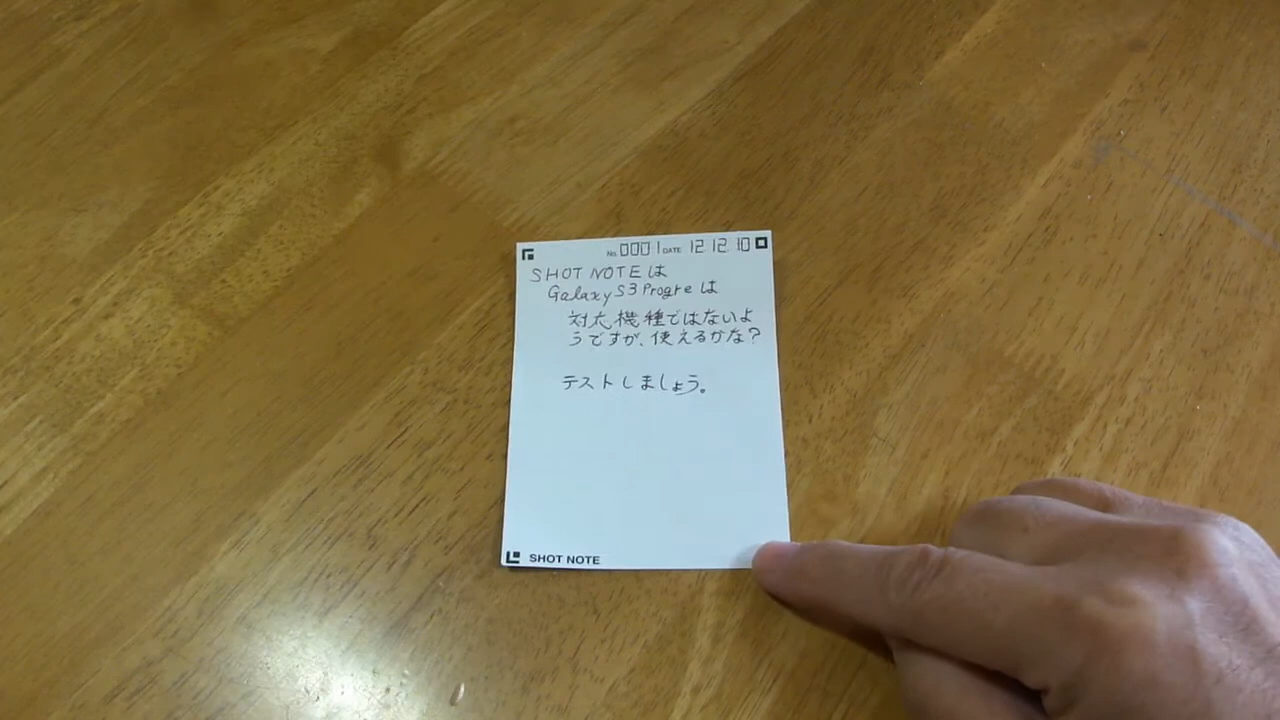 No. 0001 DATE 12 12 10
SHOT NOTEは
Galaxy S3 Progreは
対応機種ではないよ
うですが、使えるかな?
テストしましょう。
SHOT NOTE